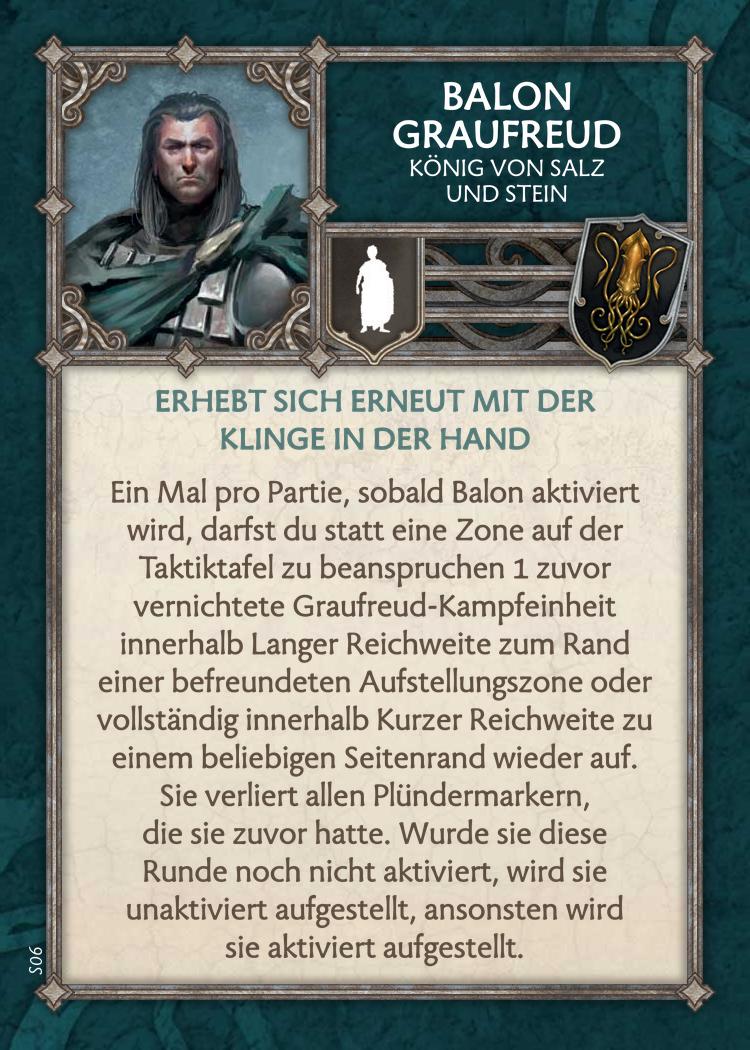 BALON
GRAUFREUD
KÖNIG VON SALZ
UND STEIN
ERHEBT SICH ERNEUT MIT DER
KLINGE IN DER HAND
Ein Mal pro Partie, sobald Balon aktiviert
wird, darfst du statt eine Zone auf der
Taktiktafel zu beanspruchen 1 zuvor
vernichtete Graufreud-Kampfeinheit
innerhalb Langer Reichweite zum Rand
einer befreundeten Aufstellungszone oder
vollständig innerhalb Kurzer Reichweite zu
einem beliebigen Seitenrand wieder auf.
Sie verliert allen Plündermarkern,
die sie zuvor hatte. Wurde sie diese
Runde noch nicht aktiviert, wird sie
unaktiviert aufgestellt, ansonsten wird
sie aktiviert aufgestellt.
S06